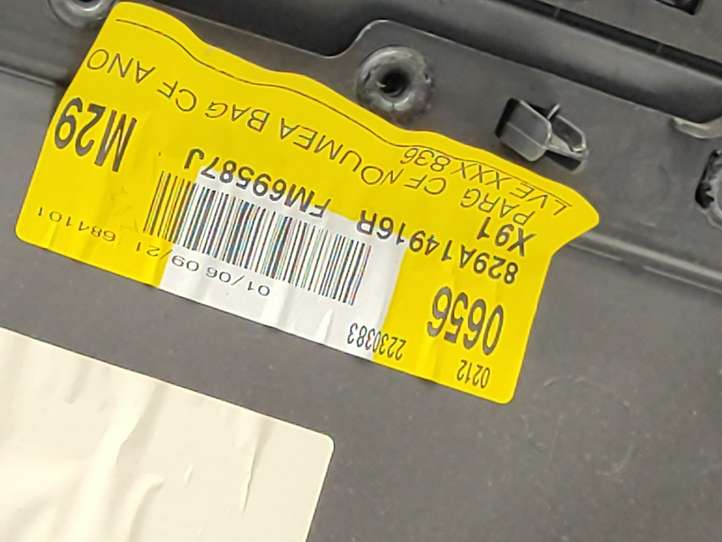 0212
0656
2230383
01/06 09/21 681101
829A14916R FM69587J
M29
X91
PARG CF NOUMEA BAG CF ANO
LVE XXX 836